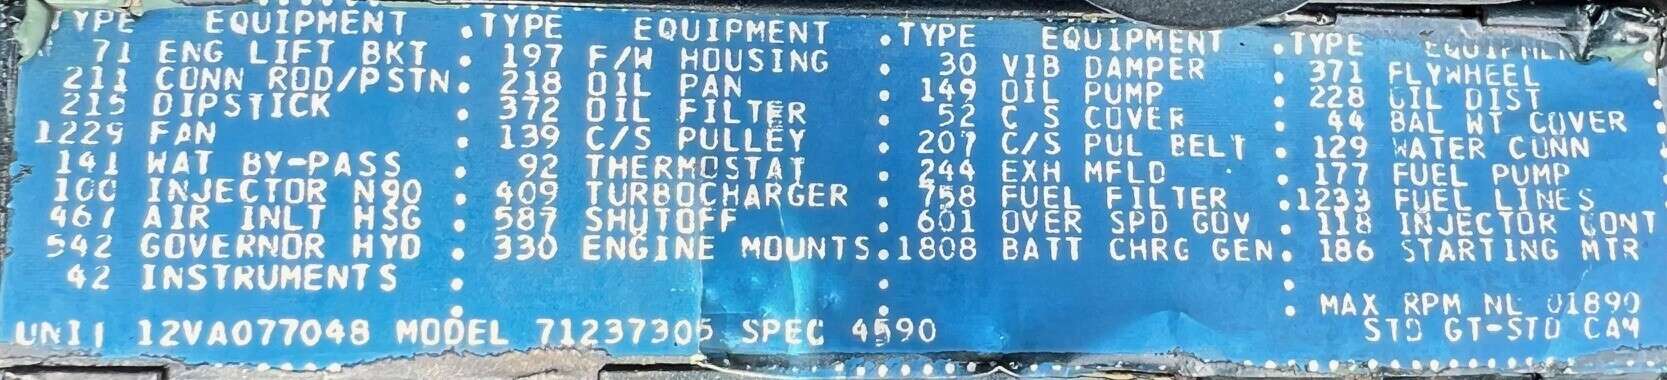 TYPE EQUIPMENT . TYPE EQUIPMENT . TYPE EQUIPMENT . TYPE EQUIPMENT
71 ENG LIFT BKT . 197 F/W HOUSING . 30 VIB DAMPER . 371 FLYWHEEL
211 CONN ROD/PSTN. 218 OIL PAN . 149 OIL PUMP . 228 OIL DIST
215 DIPSTICK . 372 OIL FILTER . 52 C S COVER . 44 BAL WT COVER
1229 FAN . 139 C/S PULLEY . 207 C/S PUL BELT . 129 WATER CONN
141 WAT BY-PASS . 92 THERMOSTAT . 244 EXH MFLD . 177 FUEL PUMP
100 INJECTOR N90 . 409 TURBOCHARGER . 758 FUEL FILTER .1233 FUEL LINES
467 AIR INLT HSG . 587 SHUTOFF . 601 OVER SPD GOV . 118 INJECTOR CONT
542 GOVERNOR HYD . 330 ENGINE MOUNTS.1808 BATT CHRG GEN. 186 STARTING MTR
42 INSTRUMENTS . . .
MAX RPM NL 01890
UNIT 12VA077048 MODEL 71237305 SPEC 4590 STD GT-STD CAM